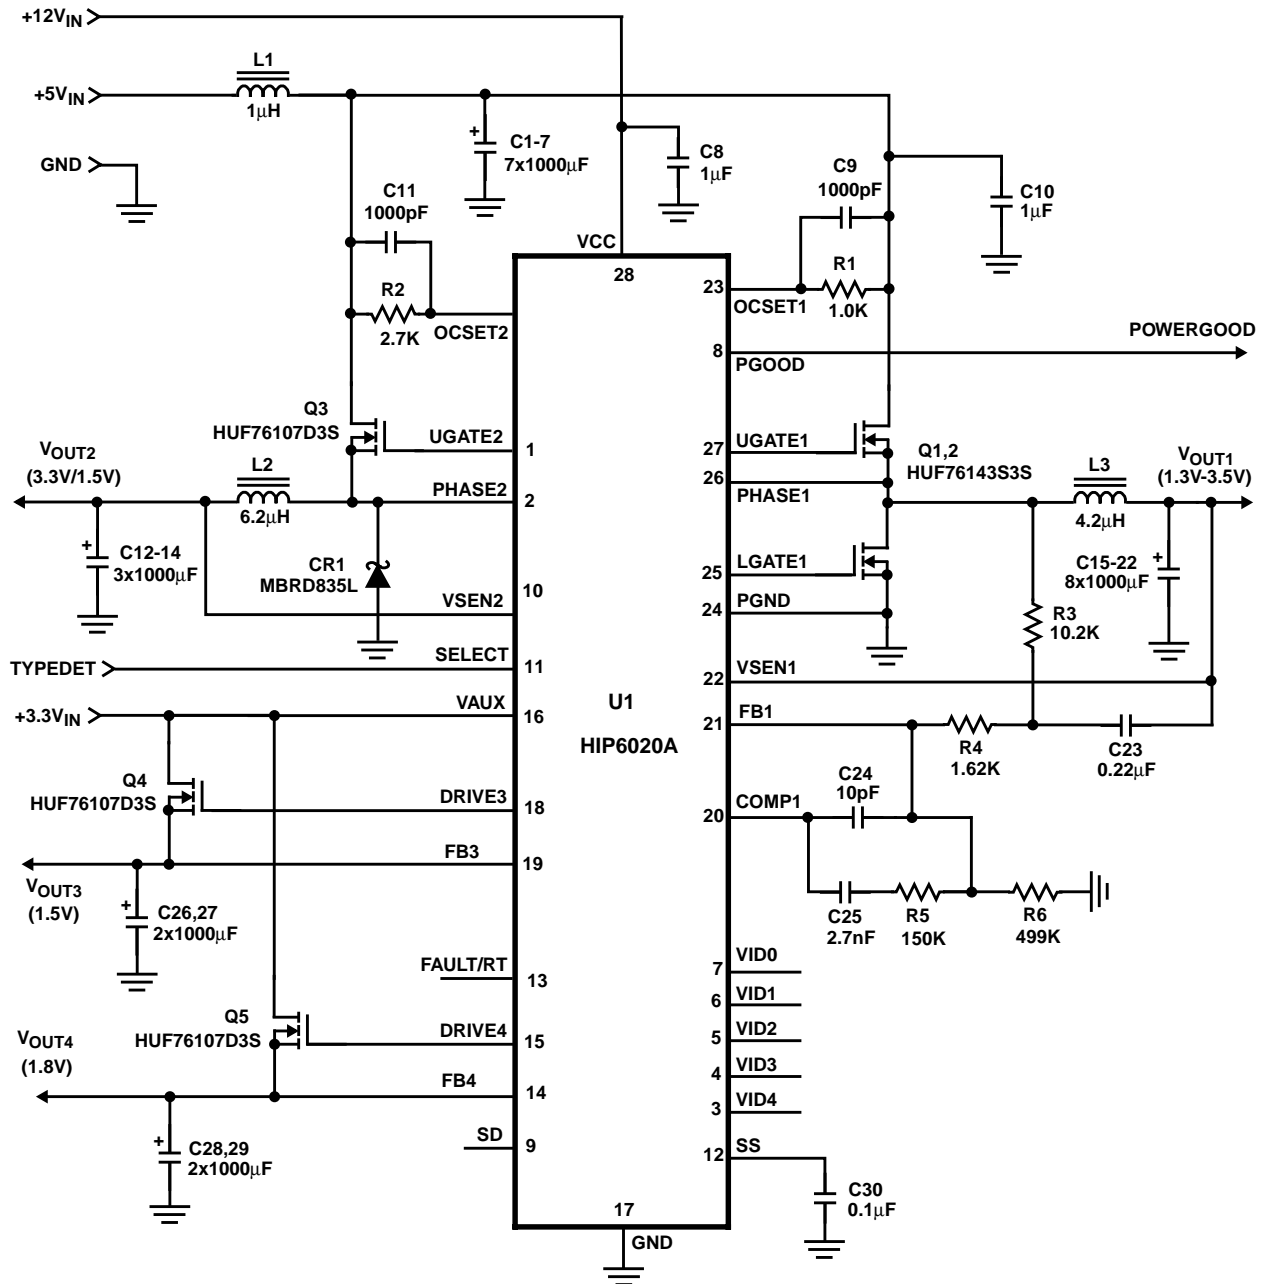 +12VIN
L1
+5VIN
1µH
GND
C1-7
7x1000µF
C8
1µF
C9
1000pF
C10
1µF
C11
1000pF
VCC
28
R2
2.7K
OCSET2
23
OCSET1
R1
1.0K
POWERGOOD
8
PGOOD
Q3
HUF76107D3S
UGATE2
1
27
UGATE1
Q1,2
HUF76143S3S
VOUT2
(3.3V/1.5V)
L2
6.2µH
PHASE2
2
26
PHASE1
L3
4.2µH
VOUT1
(1.3V-3.5V)
C12-14
3x1000µF
CR1
MBRD835L
25
LGATE1
C15-22
8x1000µF
10
VSEN2
24
PGND
R3
10.2K
TYPEDET
SELECT
11
22
VSEN1
+3.3VIN
VAUX
16
U1
HIP6020A
21
FB1
R4
1.62K
C23
0.22µF
Q4
HUF76107D3S
DRIVE3
18
20
COMP1
C24
10pF
FB3
19
VOUT3
(1.5V)
C26,27
2x1000µF
C25
2.7nF
R5
150K
R6
499K
FAULT/RT
13
7
VID0
6
VID1
5
VID2
4
VID3
3
VID4
Q5
HUF76107D3S
DRIVE4
15
VOUT4
(1.8V)
FB4
14
SD
9
12
SS
C28,29
2x1000µF
C30
0.1µF
17
GND